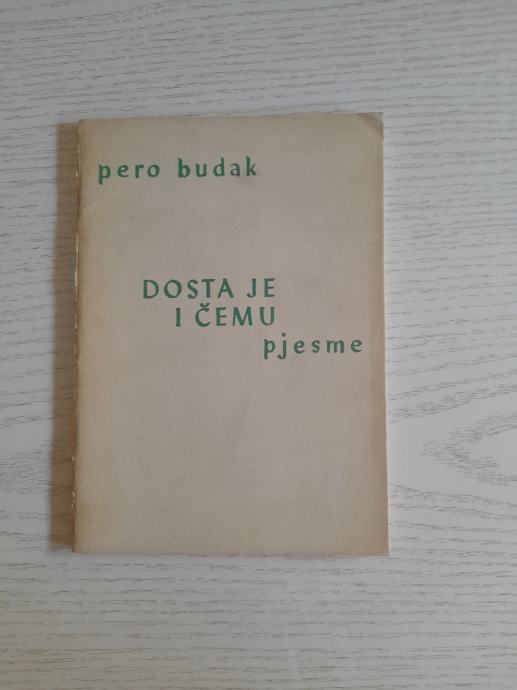 pero budak
DOSTA JE
I ČEMU
pjesme